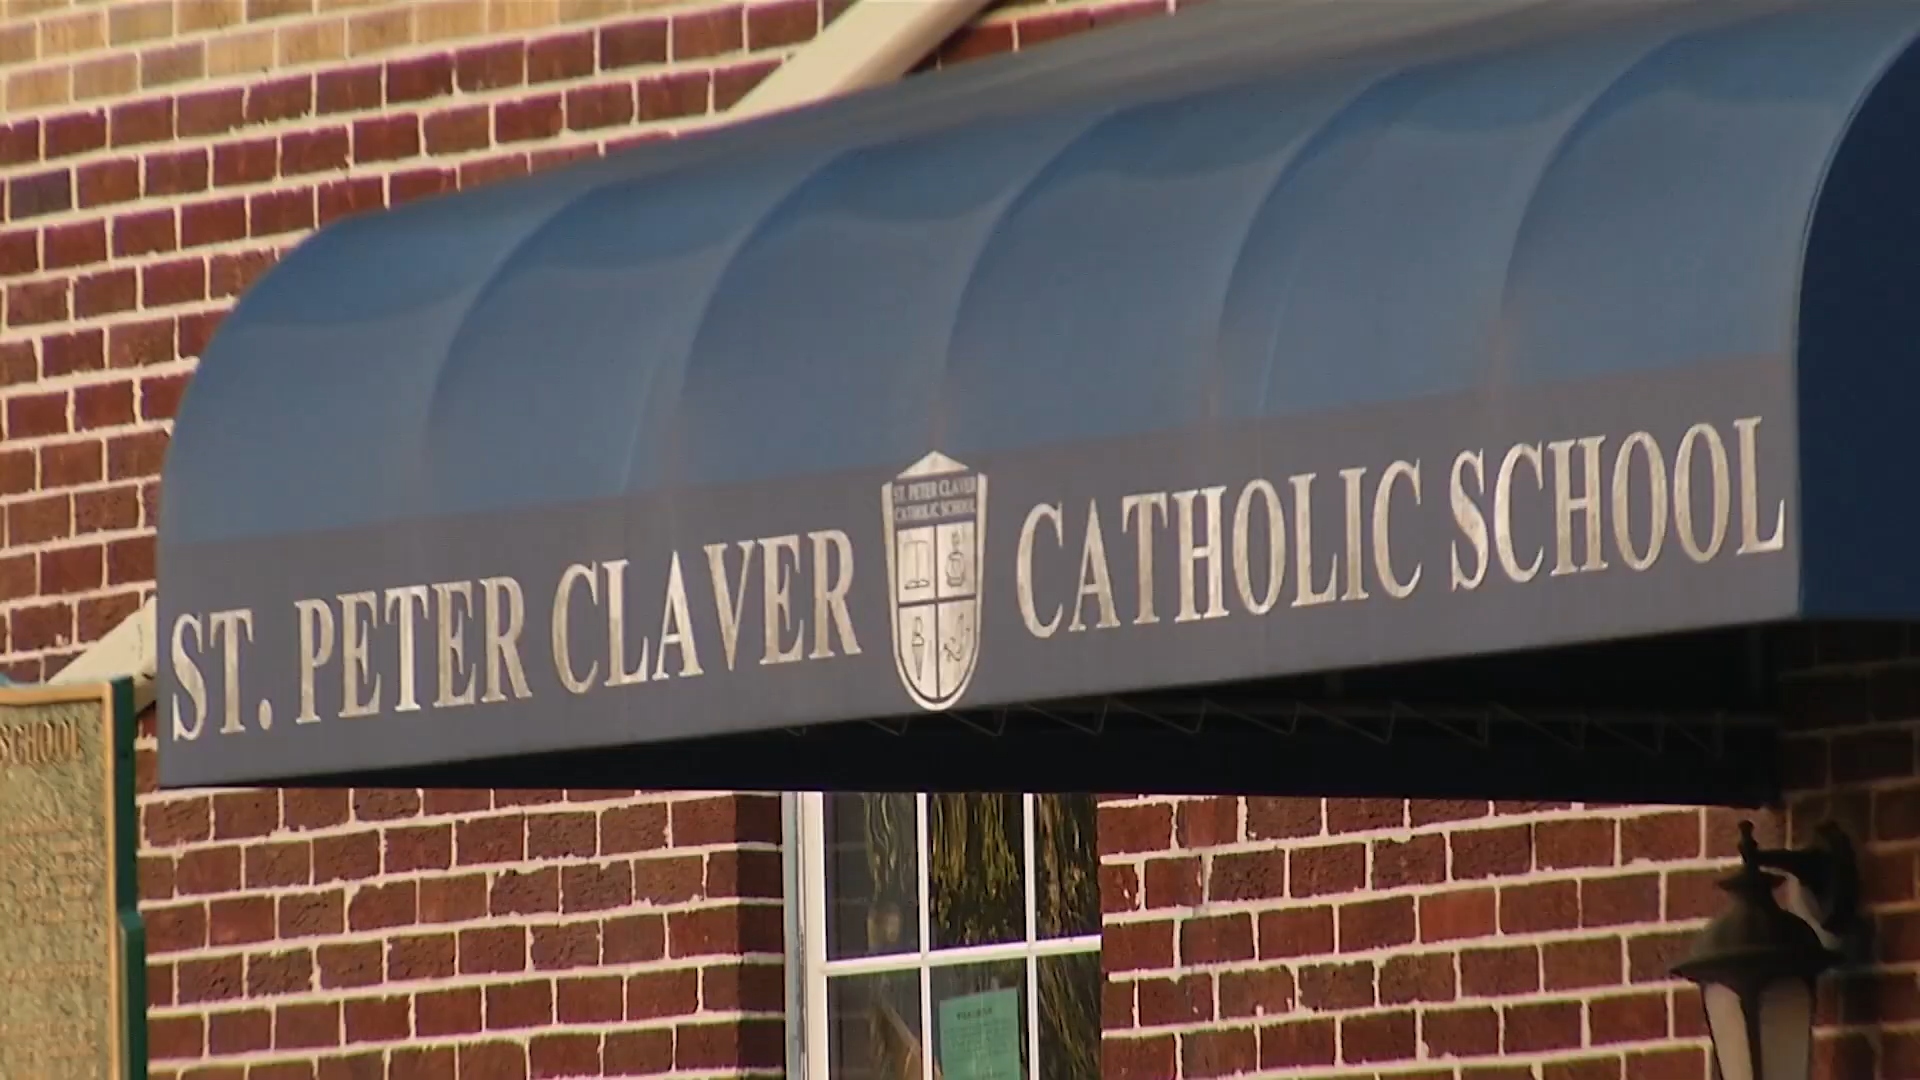 ST. PETER CLAVER CATHOLIC SCHOOL
ST. PETER CLAVER
CATHOLIC SCHOOL
SCHOOL